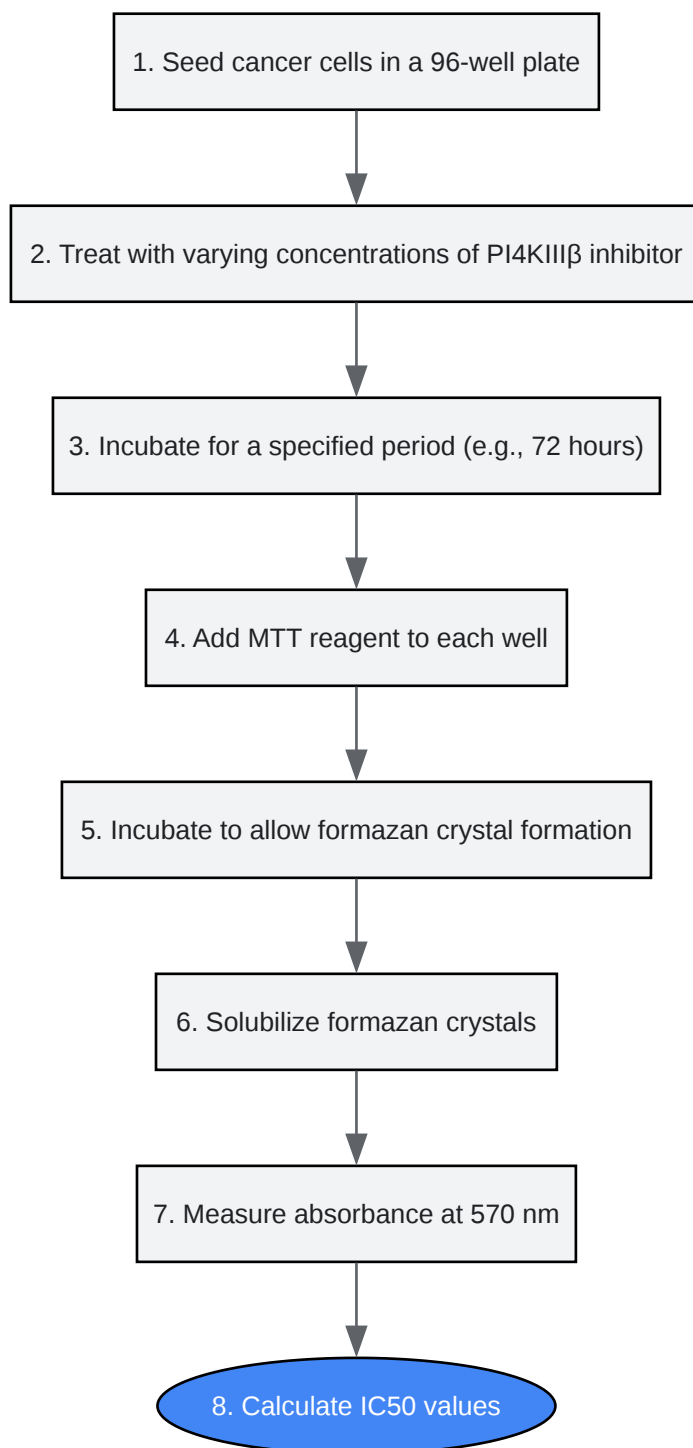 1. Seed cancer cells in a 96-well plate
2. Treat with varying concentrations of PI4KIIIβ inhibitor
3. Incubate for a specified period (e.g., 72 hours)
4. Add MTT reagent to each well
5. Incubate to allow formazan crystal formation
6. Solubilize formazan crystals
7. Measure absorbance at 570 nm
8. Calculate IC50 values